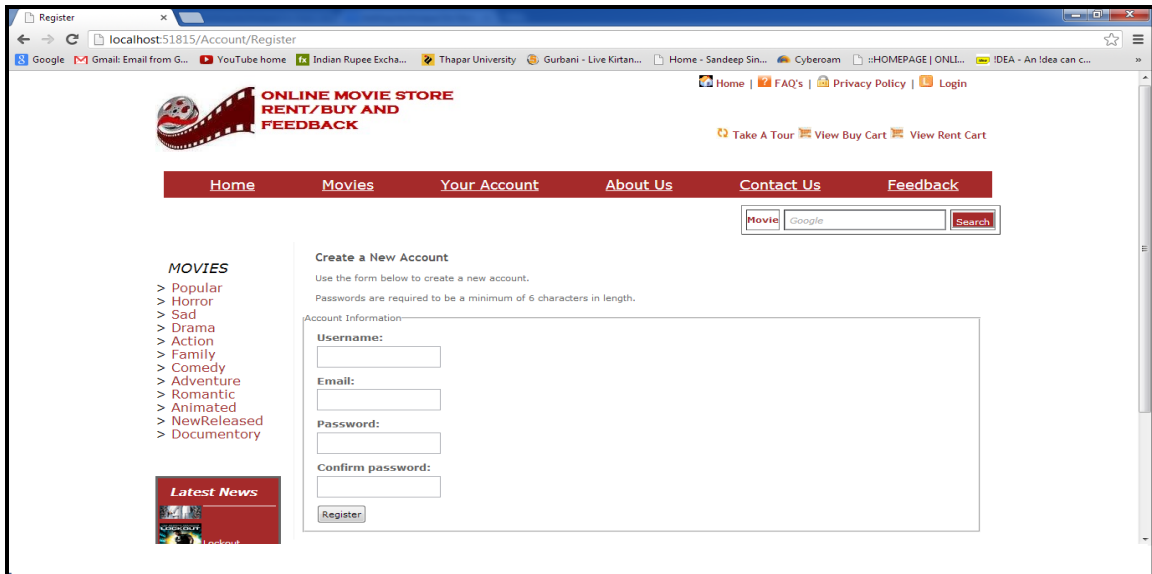 Register
localhost:51815/Account/Register
Google Gmail: Email from G... YouTube home Indian Rupee Excha... Thapar University Gurbani - Live Kirtan... Home - Sandeep Sin... Cyberoam ::HOMEPAGE | ONLI... !DEA - An !dea can c... »
ONLINE MOVIE STORE
RENT/BUY AND
FEEDBACK
Home | FAQ's | Privacy Policy | Login
Take A Tour View Buy Cart View Rent Cart
Home Movies Your Account About Us Contact Us Feedback
Movie Google Search
MOVIES
> Popular
> Horror
> Sad
> Drama
> Action
> Family
> Comedy
> Adventure
> Romantic
> Animated
> NewReleased
> Documentory
Latest News
LOCKOUT
Lockout
Create a New Account
Use the form below to create a new account.
Passwords are required to be a minimum of 6 characters in length.
Account Information
Username:
Email:
Password:
Confirm password:
Register